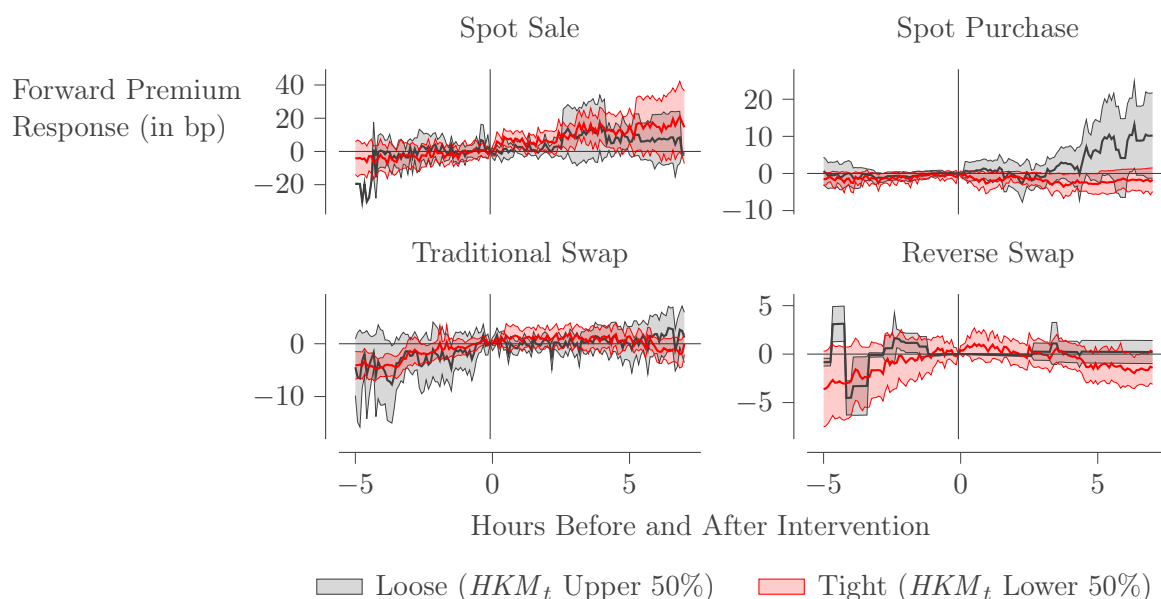 Spot Sale
Spot Purchase
Forward Premium
Response (in bp)
40
20
0
−20
20
10
0
−10
Traditional Swap
Reverse Swap
0
−10
5
0
−5
−5
0
5
−5
0
5
Hours Before and After Intervention
Loose (HKM_t Upper 50%)
Tight (HKM_t Lower 50%)